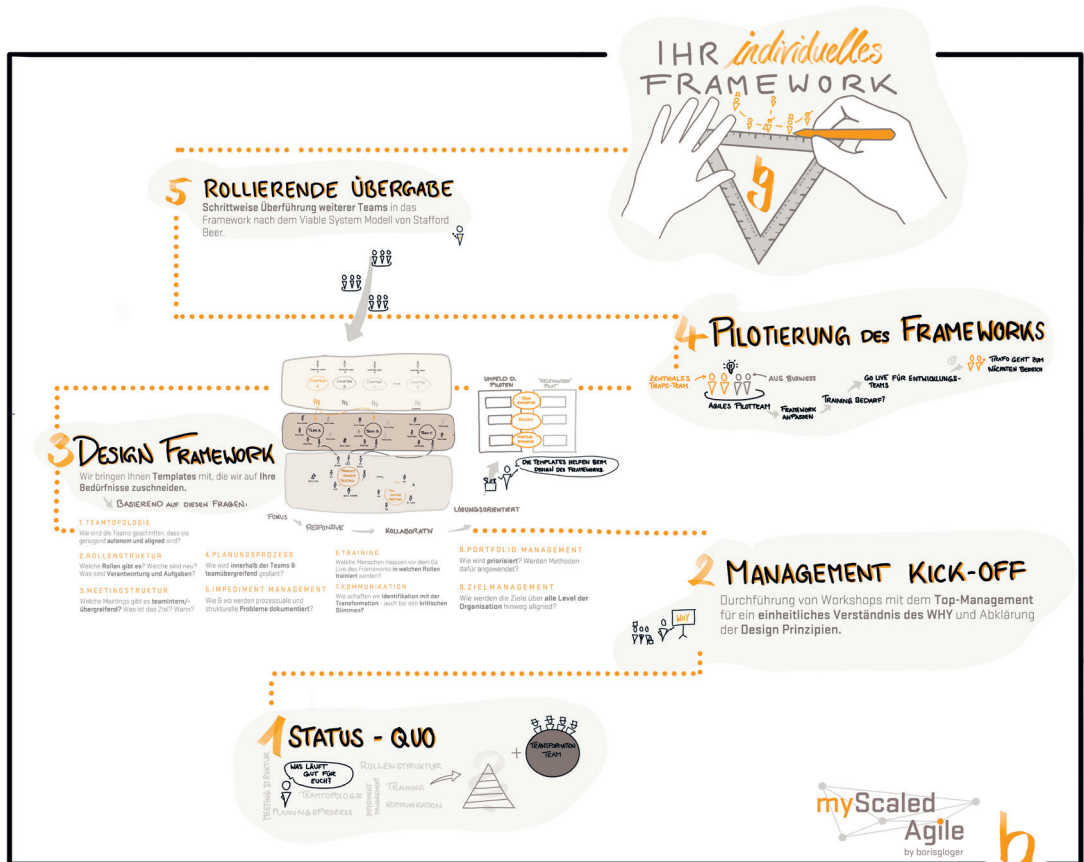 IHR individuelles
FRAMEWORK
5 ROLLIERENDE ÜBERGABE
Schrittweise Überführung weiterer Teams in das
Framework nach dem Viable System Modell von Stafford
Beer.
4 PILOTIERUNG DES FRAMEWORKS
ZENTRALES
TRAFO-TEAM
AUS BUSINESS
AGILES PILOTTEAM
FRAMEWORK
ANPASSEN
TRAINING BEDARF?
GO LIVE FÜR ENTWICKLUNGS-
TEAMS
TRAFO GEHT ZUM
NÄCHSTEN BEREICH
UMFELD D.
PILOTEN
"RELEVANTER"
PILOT
TEAM A
TEAM B
DIE TEMPLATES HELFEN BEIM
DESIGN DES FRAMEWORKS
3 DESIGN FRAMEWORK
Wir bringen Ihnen Templates mit, die wir auf Ihre
Bedürfnisse zuschneiden.
BASIEREND AUF DIESEN FRAGEN:
FOKUS
RESPONSIVE
KOLLABORATIV
LÖSUNGSORIENTIERT
1. TEAMTOPOLOGIE
Wie sind die Teams geschnitten, dass sie
genügend autonom und aligned sind?
2.ROLLENSTRUKTUR
Welche Rollen gibt es? Welche sind neu?
Was sind Verantwortung und Aufgaben?
3.MEETINGSTRUKTUR
Welche Meetings gibt es teamintern/-
übergreifend? Was ist das Ziel? Wann?
4.PLANUNGSPROZESS
Wie wird innerhalb der Teams &
teamübergreifend geplant?
5.IMPEDIMENT MANAGEMENT
Wie & wo werden prozessuale und
strukturelle Probleme dokumentiert?
6.TRAINING
Welche Menschen müssen vor dem Go
Live des Frameworks in welchen Rollen
trainiert werden?
7.KOMMUNIKATION
Wie schaffen wir Identifikation mit der
Transformation - auch bei den kritischen
Stimmen?
8.PORTFOLIO MANAGEMENT
Wie wird priorisiert? Werden Methoden
dafür angewendet?
9.ZIELMANAGEMENT
Wie werden die Ziele über alle Level der
Organisation hinweg aligned?
2 MANAGEMENT KICK-OFF
Durchführung von Workshops mit dem Top-Management
für ein einheitliches Verständnis des WHY und Abklärung
der Design Prinzipien.
WHY
1 STATUS - QUO
WAS LÄUFT
GUT FÜR
EUCH?
MEETING STRUKTUR
ROLLENSTRUKTUR
TEAMTOPOLOGIE
PLANUNGSPROZESS
IMPEDIMENT
MANAGEMENT
TRAINING
KOMMUNIKATION
+
TRANSFORMATION
TEAM
myScaled
Agile
by borisgloger
b